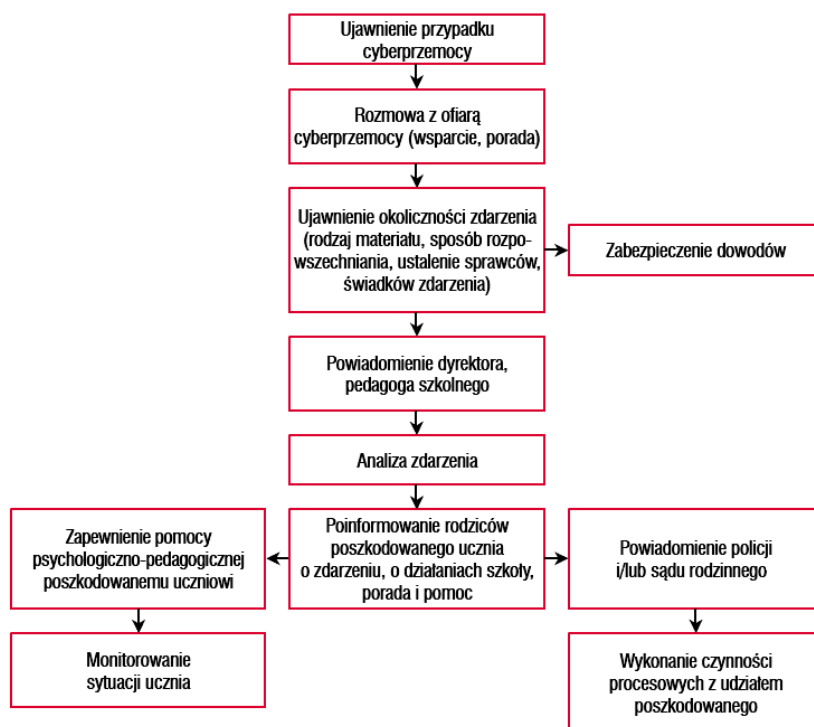 Ujawnienie przypadku
cyberprzemocy
Rozmowa z ofiarą
cyberprzemocy (wsparcie, porada)
Ujawnienie okoliczności zdarzenia
(rodzaj materiału, sposób rozpo-
wszechniania, ustalenie sprawców,
świadków zdarzenia)
Zabezpieczenie dowodów
Powiadomienie dyrektora,
pedagoga szkolnego
Analiza zdarzenia
Zapewnienie pomocy
psychologiczno-pedagogicznej
poszkodowanemu uczniowi
Poinformowanie rodziców
poszkodowanego ucznia
o zdarzeniu, o działaniach szkoły,
porada i pomoc
Powiadomienie policji
i/lub sądu rodzinnego
Monitorowanie
sytuacji ucznia
Wykonanie czynności
procesowych z udziałem
poszkodowanego